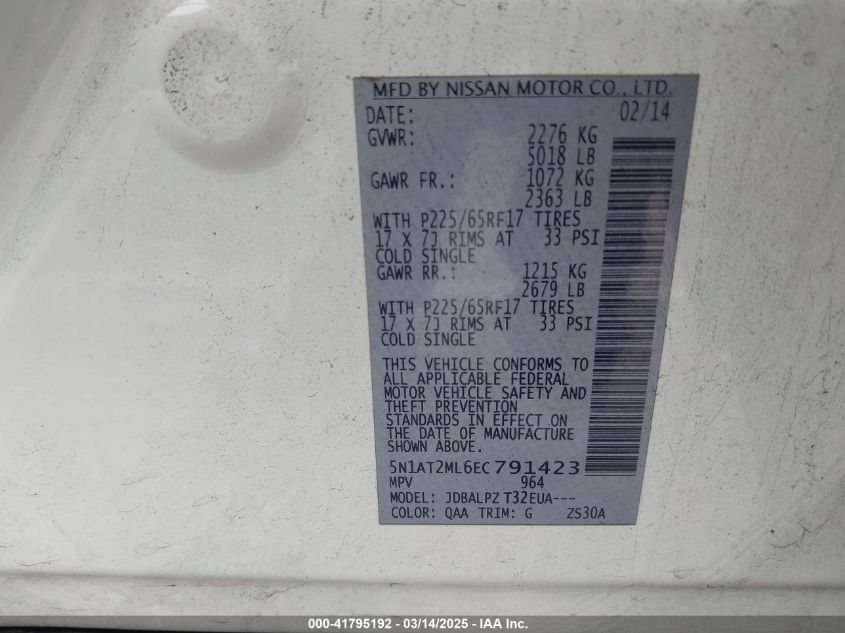 MFD BY NISSAN MOTOR CO., LTD.
DATE: 02/14
GVWR: 2276 KG
5018 LB
GAWR FR.: 1072 KG
2363 LB
WITH P225/65RF17 TIRES
17 X 7J RIMS AT 33 PSI
COLD SINGLE
GAWR RR.: 1215 KG
2679 LB
WITH P225/65RF17 TIRES
17 X 7J RIMS AT 33 PSI
COLD SINGLE
THIS VEHICLE CONFORMS TO
ALL APPLICABLE FEDERAL
MOTOR VEHICLE SAFETY AND
THEFT PREVENTION
STANDARDS IN EFFECT ON
THE DATE OF MANUFACTURE
SHOWN ABOVE.
5N1AT2ML6EC791423
MPV 964
MODEL: JDBALPZ T32EUA---
COLOR: QAA TRIM: G ZS30A
000-41795192 - 03/14/2025 - IAA Inc.